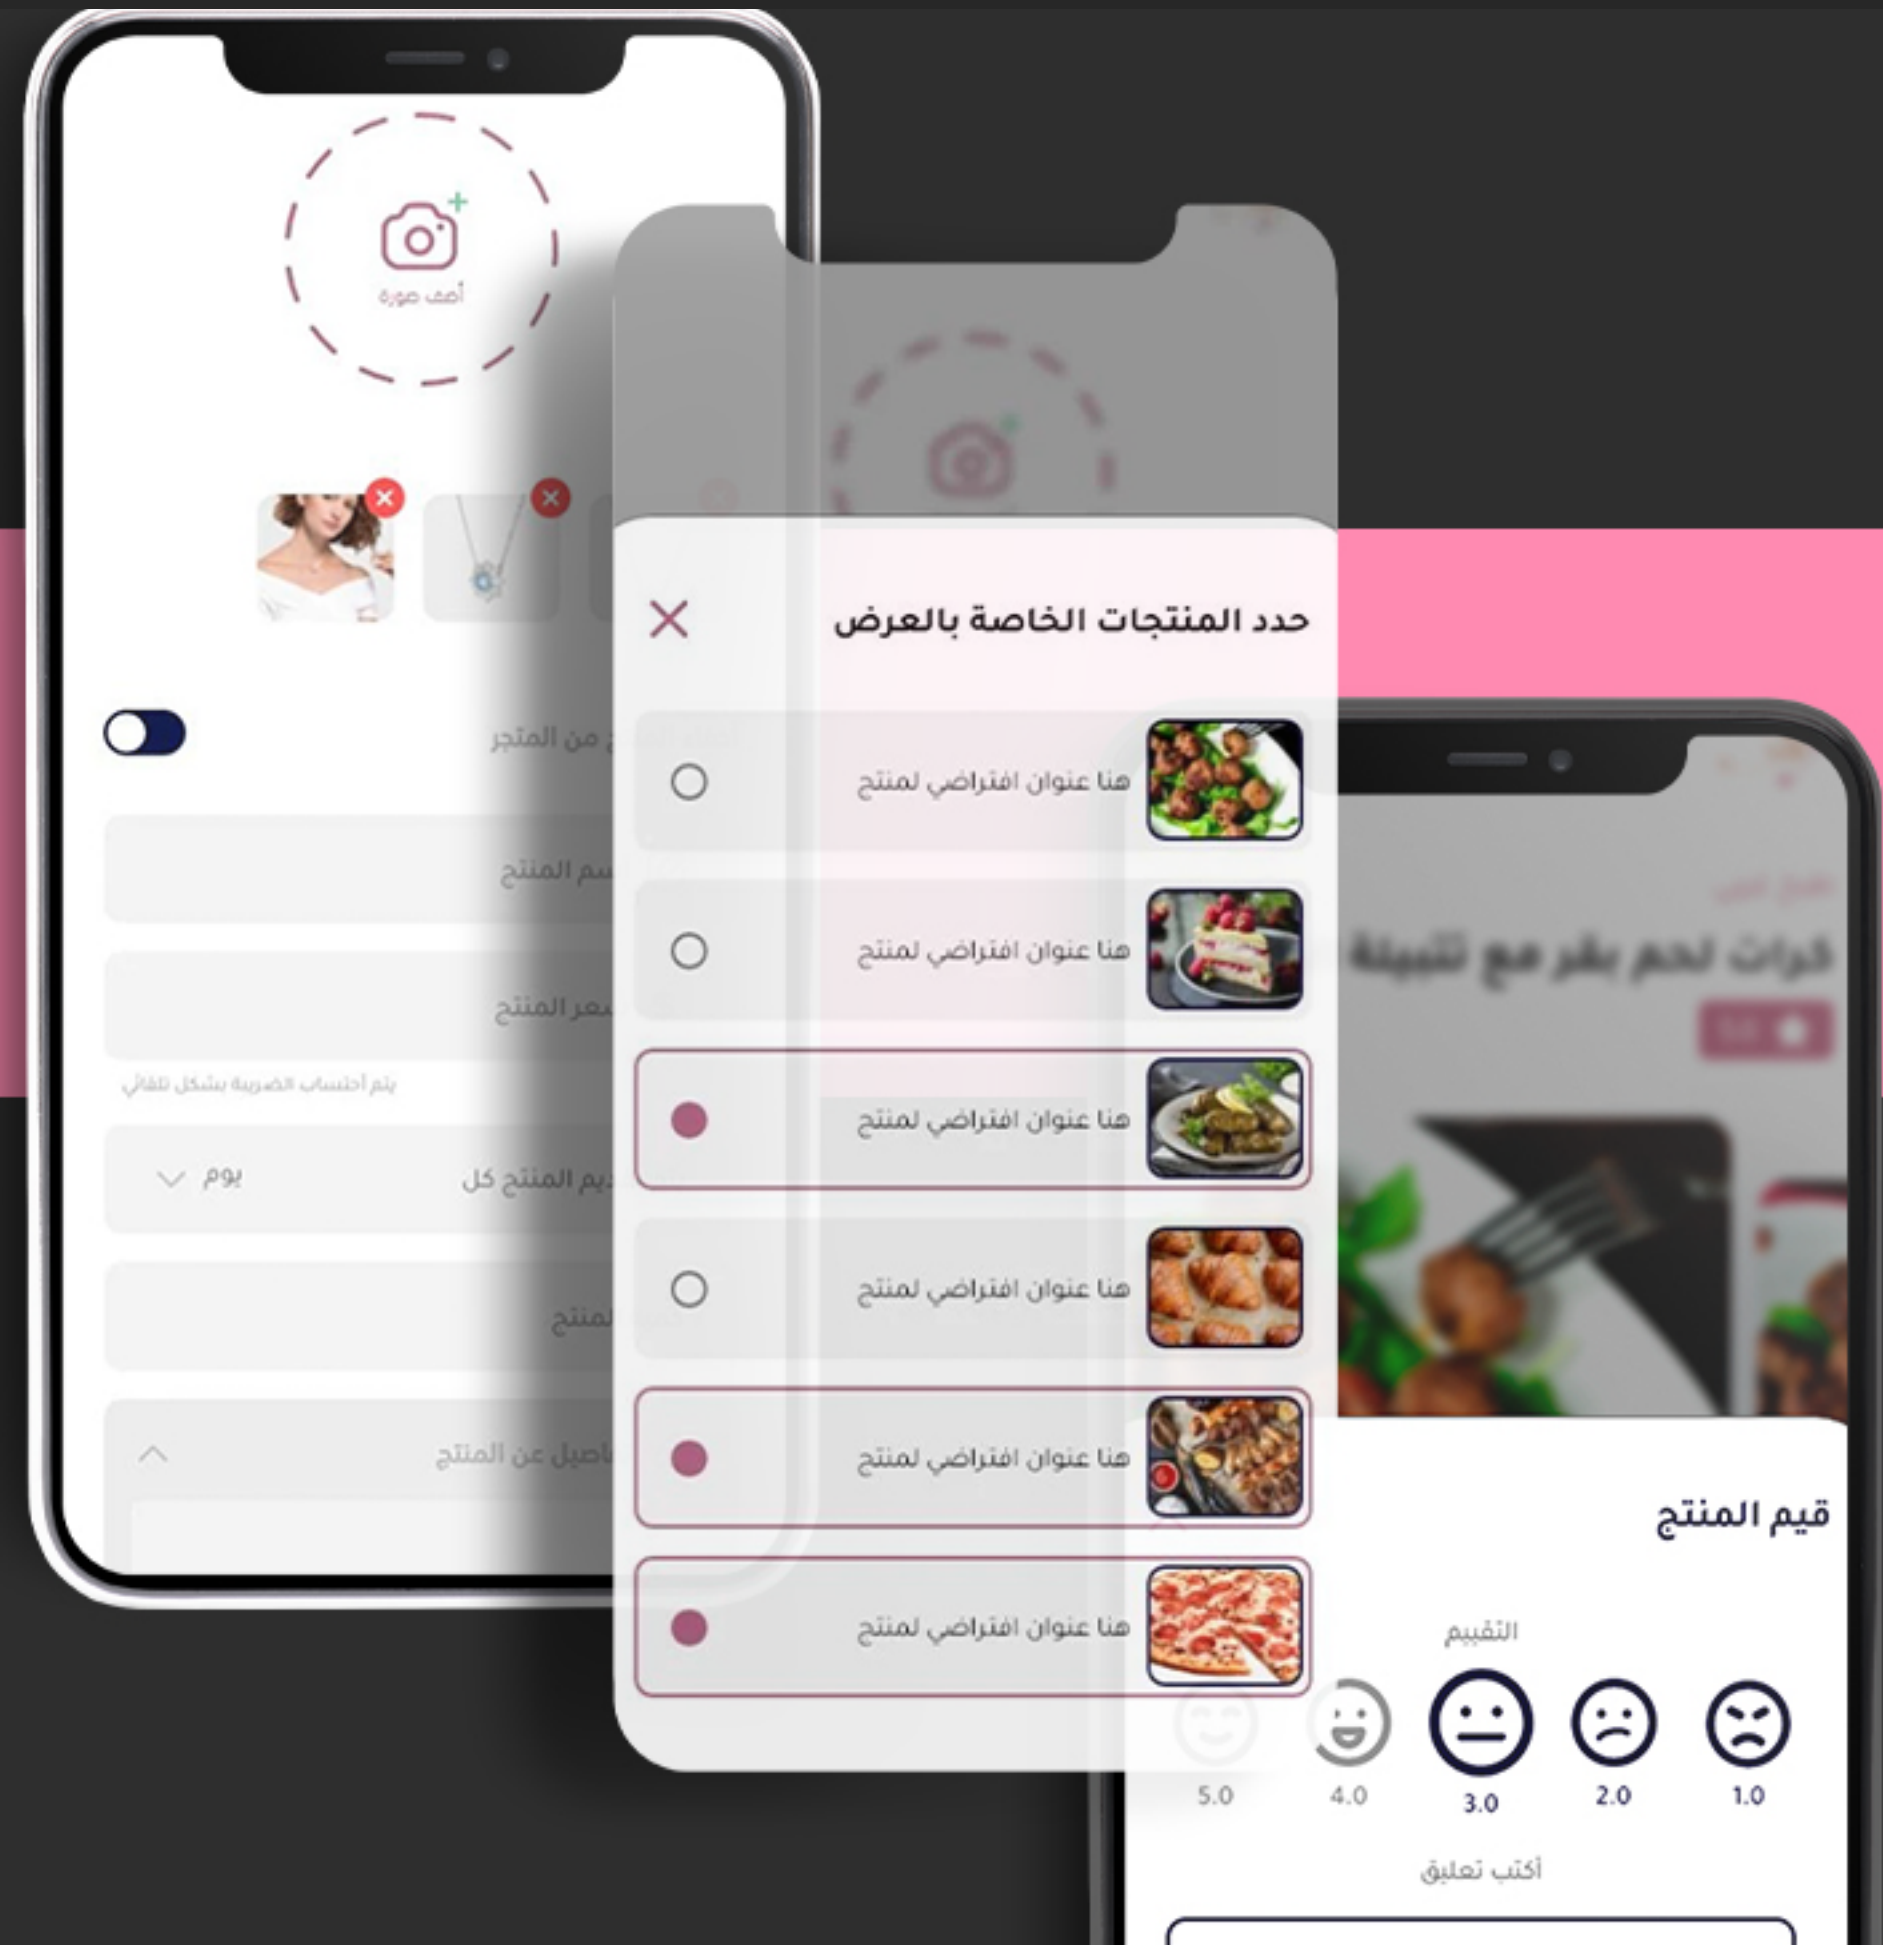 أضف صورة
من المتجر
اسم المنتج
سعر المنتج
يتم أحتساب الضريبة بشكل تلقائي
المنتج كل
يوم
المنتج
تفاصيل عن المنتج
حدد المنتجات الخاصة بالعرض
هنا عنوان افتراضي لمنتج
هنا عنوان افتراضي لمنتج
هنا عنوان افتراضي لمنتج
هنا عنوان افتراضي لمنتج
هنا عنوان افتراضي لمنتج
هنا عنوان افتراضي لمنتج
كرات لحم بقر مع تتبيلة
قيم المنتج
التقييم
1.0 2.0 3.0 4.0 5.0
أكتب تعليق